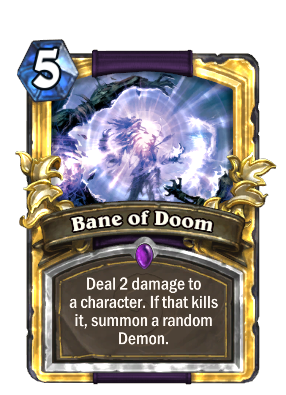 5
Bane of Doom
Deal 2 damage to
a character. If that kills
it, summon a random
Demon.